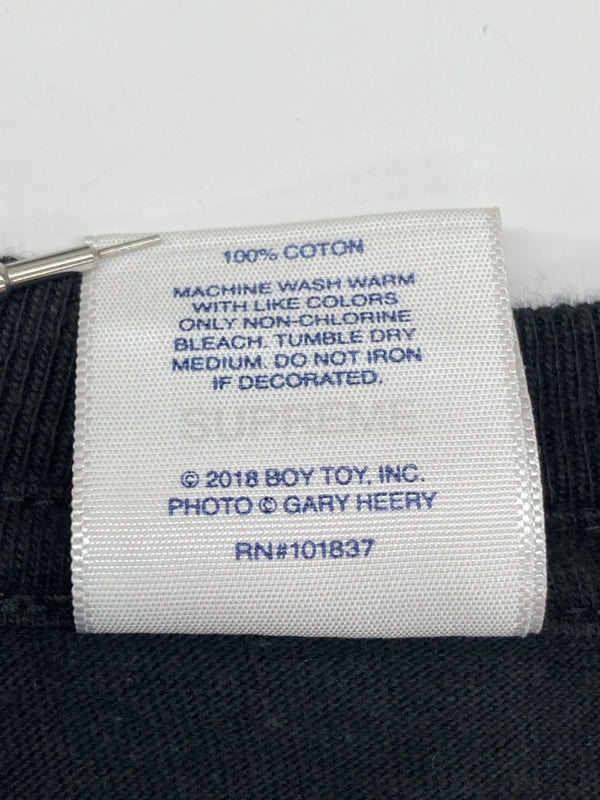 100% COTON
MACHINE WASH WARM
WITH LIKE COLORS
ONLY NON-CHLORINE
BLEACH. TUMBLE DRY
MEDIUM. DO NOT IRON
IF DECORATED.
SUPREME
© 2018 BOY TOY, INC.
PHOTO © GARY HEERY
RN#101837